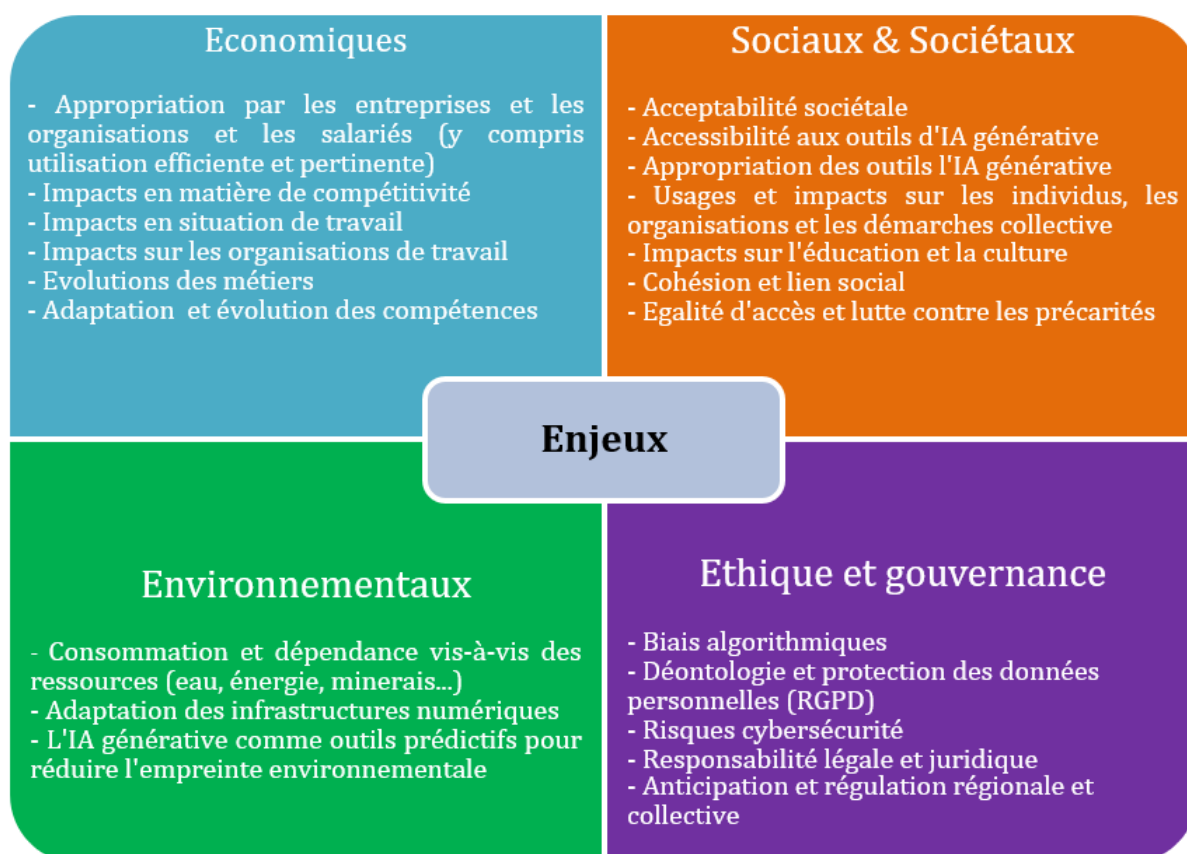 Economiques
- Appropriation par les entreprises et les
organisations et les salariés (y compris
utilisation efficiente et pertinente)
- Impacts en matière de compétitivité
- Impacts en situation de travail
- Impacts sur les organisations de travail
- Evolutions des métiers
- Adaptation et évolution des compétences
Sociaux & Sociétaux
- Acceptabilité sociétale
- Accessibilité aux outils d'IA générative
- Appropriation des outils l'IA générative
- Usages et impacts sur les individus, les
organisations et les démarches collective
- Impacts sur l'éducation et la culture
- Cohésion et lien social
- Egalité d'accès et lutte contre les précarités
Enjeux
Environnementaux
- Consommation et dépendance vis-à-vis des
ressources (eau, énergie, minerais...)
- Adaptation des infrastructures numériques
- L'IA générative comme outils prédictifs pour
réduire l'empreinte environnementale
Ethique et gouvernance
- Biais algorithmiques
- Déontologie et protection des données
personnelles (RGPD)
- Risques cybersécurité
- Responsabilité légale et juridique
- Anticipation et régulation régionale et
collective